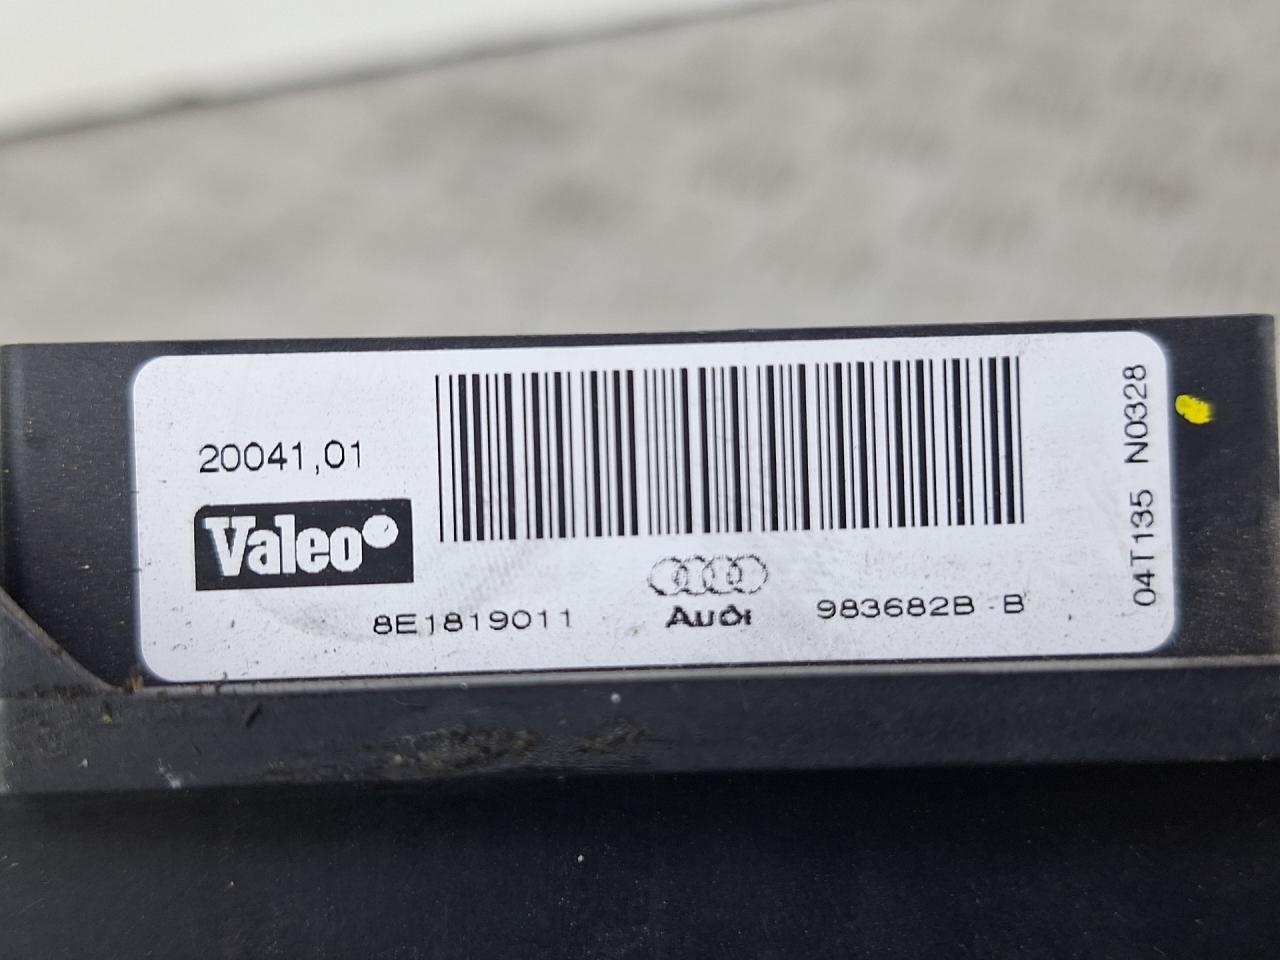 20041,01
Valeo
8E1819011
Audi
983682B-B
04T135 N0328